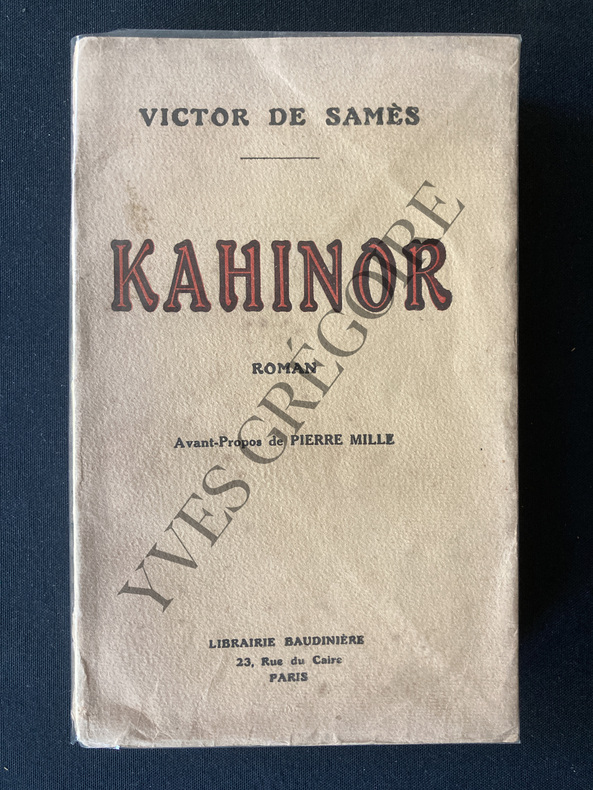 VICTOR DE SAMÈS
KAHINOR
ROMAN
Avant-Propos de PIERRE MILLE
YVES GRÉGOIRE
LIBRAIRIE BAUDINIÈRE
23, Rue du Caire
PARIS